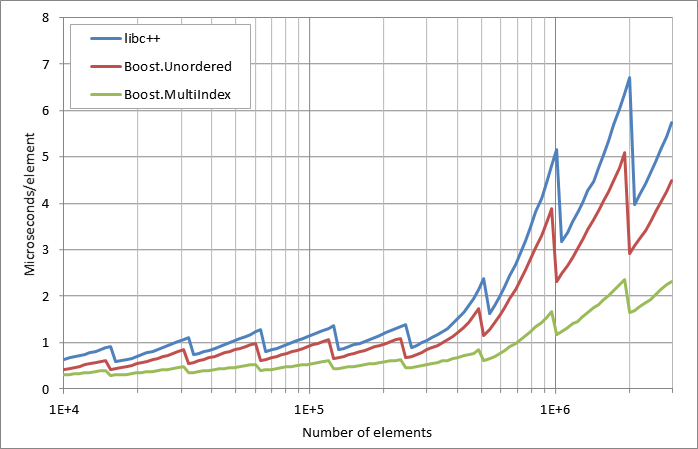 8
7
6
5
4
3
2
1
0
Microseconds/element
libc++
Boost.Unordered
Boost.MultiIndex
1E+4 1E+5 1E+6
Number of elements